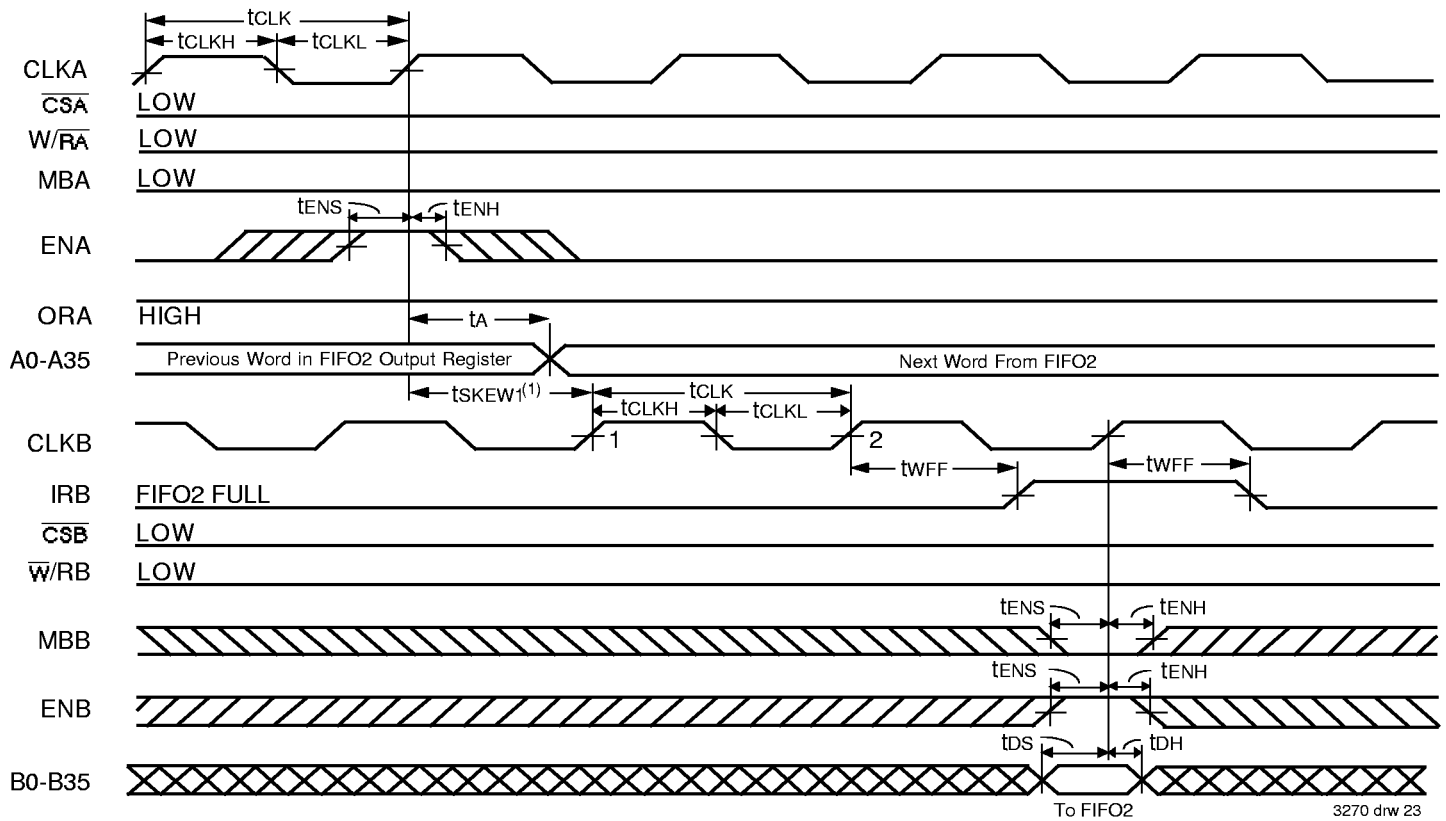 tCLK
tCLKH tCLKL
CLKA
CSA LOW
W/RA LOW
MBA LOW
tENS tENH
ENA
ORA HIGH
tA
A0-A35 Previous Word in FIFO2 Output Register Next Word From FIFO2
tSKEW1(1) tCLK
tCLKH tCLKL
CLKB 1 2
tWFF tWFF
IRB FIFO2 FULL
CSB LOW
W/RB LOW
tENS tENH
MBB
tENS tENH
ENB
tDS tDH
B0-B35
To FIFO2
3270 drw 23